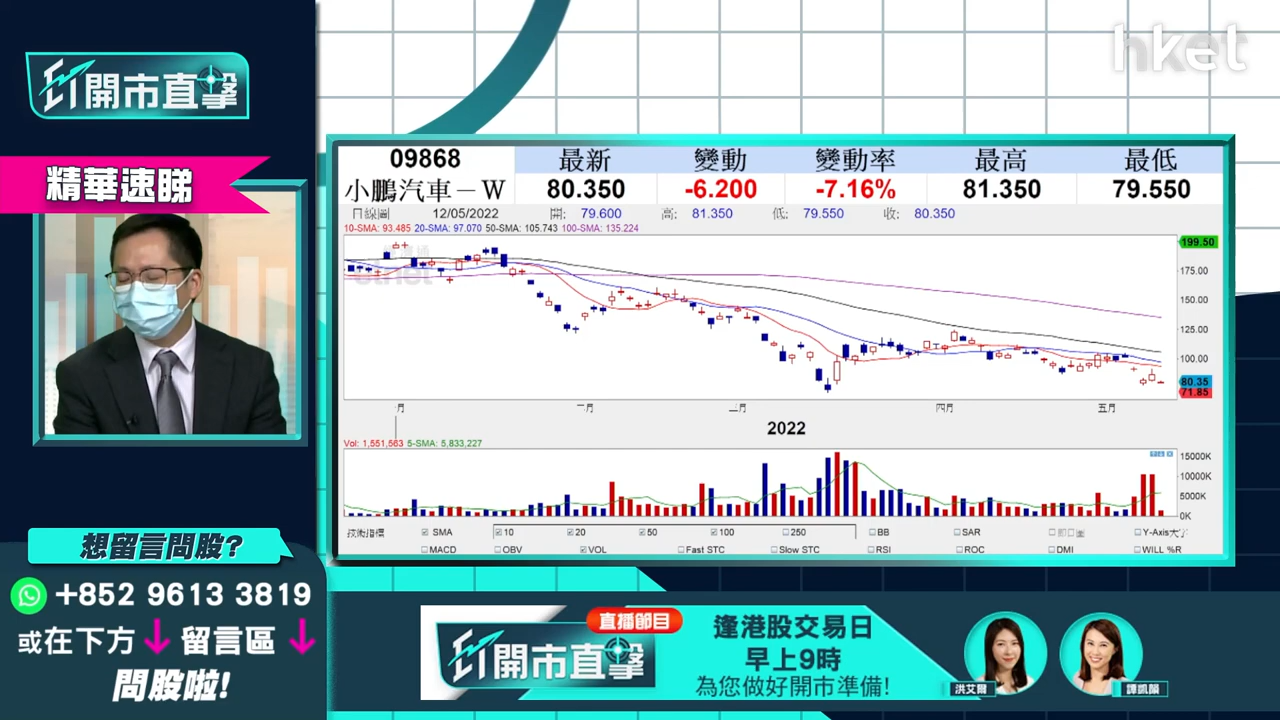 hket
ET開市直擊
精華速睇
09868
小鵬汽車－W
最新 變動 變動率 最高 最低
80.350 -6.200 -7.16% 81.350 79.550
日線圖 12/05/2022 開: 79.600 高: 81.350 低: 79.550 收: 80.350
10-SMA: 93.485 20-SMA: 97.070 50-SMA: 105.743 100-SMA: 135.224
199.50
175.00
150.00
125.00
100.00
80.35
71.85
二月 三月 四月 五月
2022
Vol: 1,551,563 5-SMA: 5,833,227
15000K
10000K
5000K
0K
技術指標 SMA 10 20 50 100 250 BB SAR Y-Axis大字
MACD OBV VOL Fast STC Slow STC RSI ROC DMI WILL %R
想留言問股?
+852 9613 3819
或在下方↓留言區↓
問股啦!
直播節目
ET開市直擊
逢港股交易日
早上9時
為您做好開市準備!
洪艾爾
譚凱頤